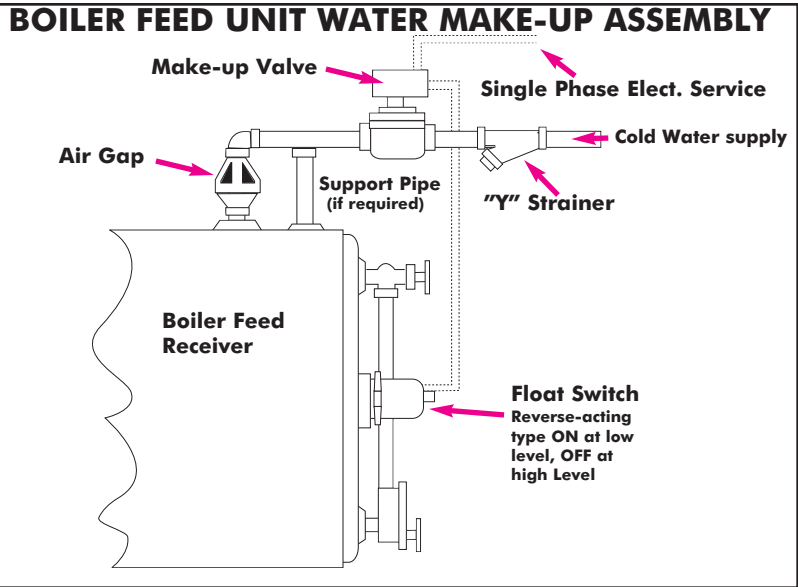 BOILER FEED UNIT WATER MAKE-UP ASSEMBLY
Make-up Valve
Single Phase Elect. Service
Cold Water supply
Air Gap
Support Pipe
(if required)
"Y" Strainer
Boiler Feed
Receiver
Float Switch
Reverse-acting
type ON at low
level, OFF at
high Level